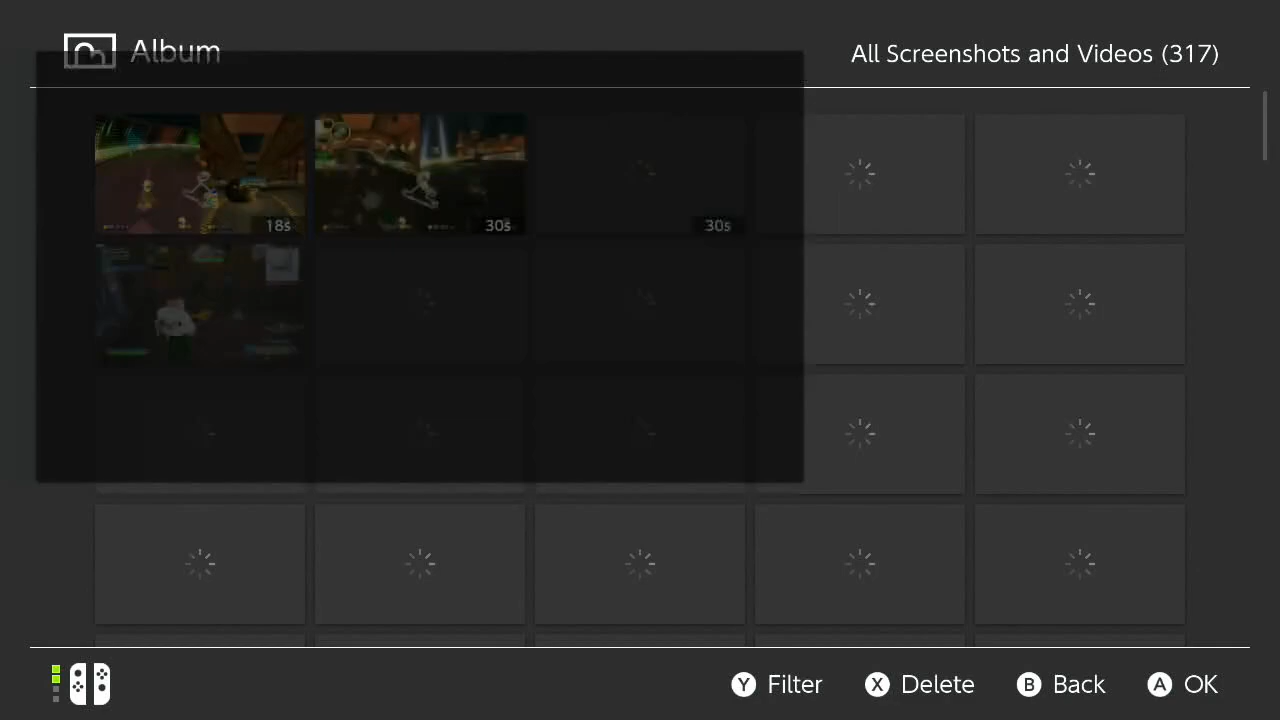 Album
All Screenshots and Videos (317)
18s
30s
30s
Y Filter
X Delete
B Back
A OK